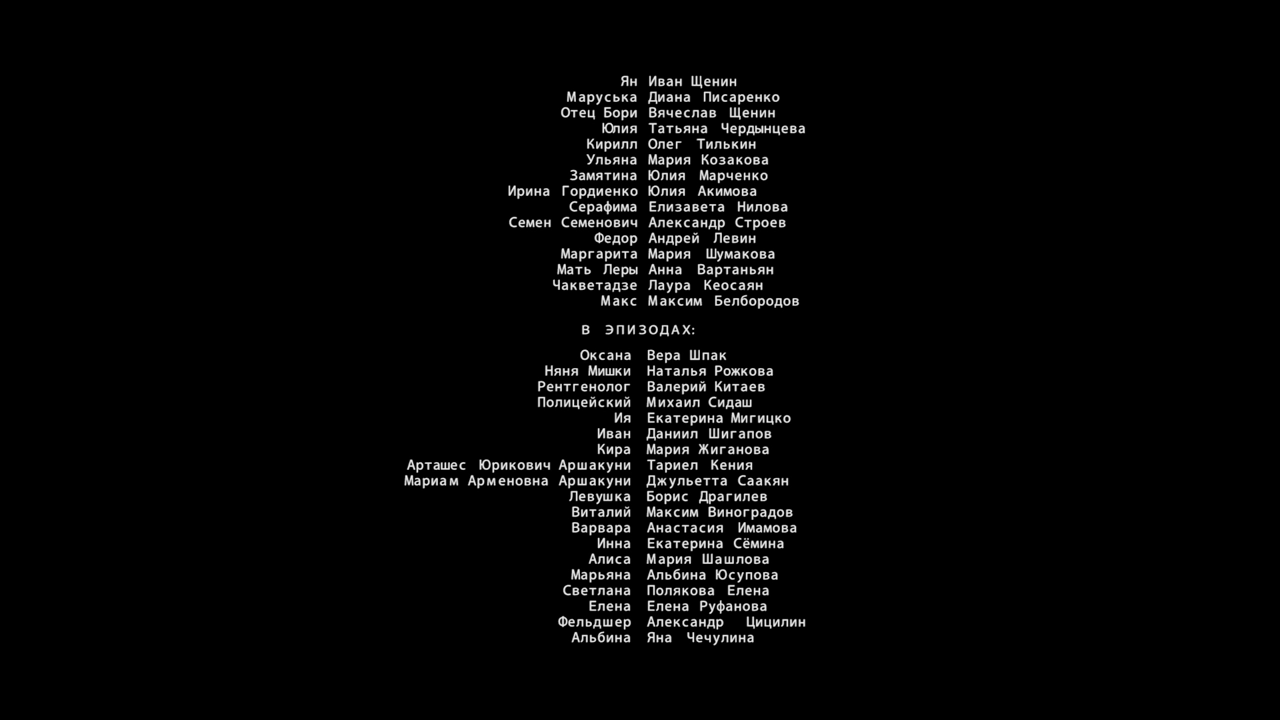 Ян Иван Щенин
Маруська Диана Писаренко
Отец Бори Вячеслав Щенин
Юлия Татьяна Чердынцева
Кирилл Олег Тилькин
Ульяна Мария Козакова
Замятина Юлия Марченко
Ирина Гордиенко Юлия Акимова
Серафима Елизавета Нилова
Семен Семенович Александр Строев
Федор Андрей Левин
Маргарита Мария Шумакова
Мать Леры Анна Вартаньян
Чакветадзе Лаура Кеосаян
Макс Максим Белбородов
В ЭПИЗОДАХ:
Оксана Вера Шпак
Няня Мишки Наталья Рожкова
Рентгенолог Валерий Китаев
Полицейский Михаил Сидаш
Ия Екатерина Мигицко
Иван Даниил Шигапов
Кира Мария Жиганова
Арташес Юрикович Аршакуни Тариел Кения
Мариам Арменовна Аршакуни Джульетта Саакян
Левушка Борис Драгилев
Виталий Максим Виноградов
Варвара Анастасия Имамова
Инна Екатерина Сёмина
Алиса Мария Шашлова
Марьяна Альбина Юсупова
Светлана Полякова Елена
Елена Елена Руфанова
Фельдшер Александр Цицилин
Альбина Яна Чечулина